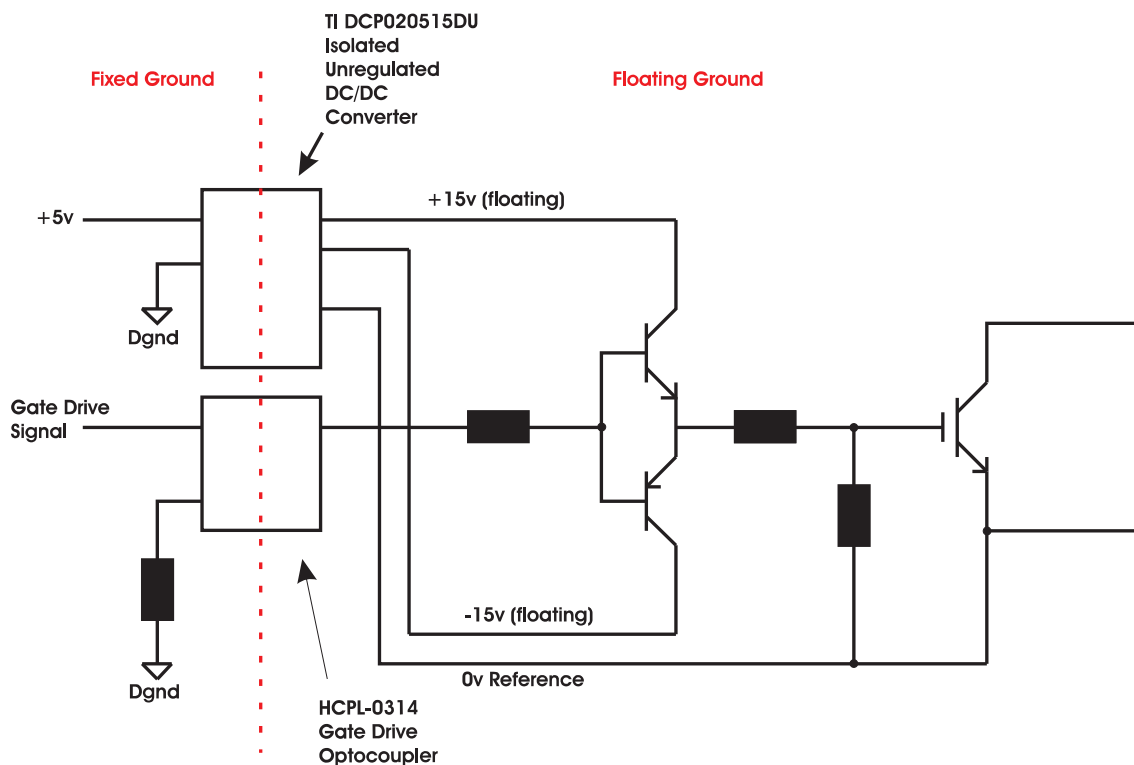 TI DCP020515DU
Isolated
Unregulated
DC/DC
Converter
Fixed Ground
Floating Ground
+15v (floating)
+5v
Dgnd
Gate Drive
Signal
-15v (floating)
0v Reference
Dgnd
HCPL-0314
Gate Drive
Optocoupler